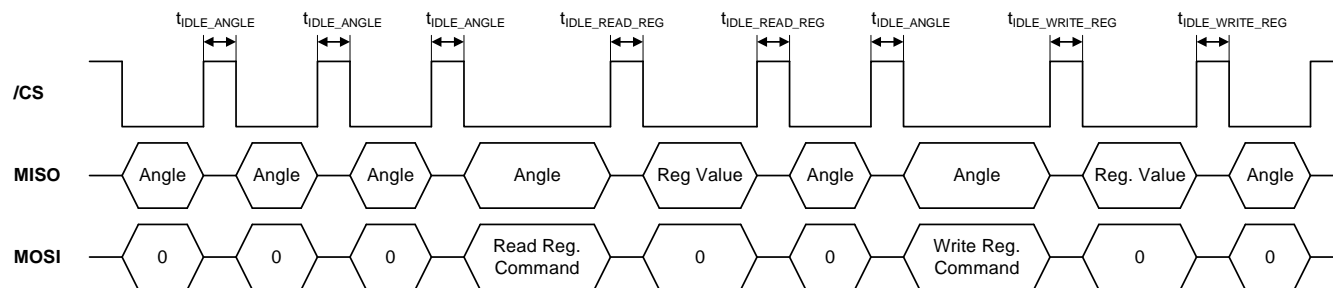 tIDLE_ANGLE tIDLE_ANGLE tIDLE_ANGLE tIDLE_READ_REG tIDLE_READ_REG tIDLE_ANGLE tIDLE_WRITE_REG tIDLE_WRITE_REG
/CS
MISO Angle Angle Angle Angle Reg Value Angle Angle Reg. Value Angle
MOSI 0 0 0 Read Reg. Command 0 0 Write Reg. Command 0 0